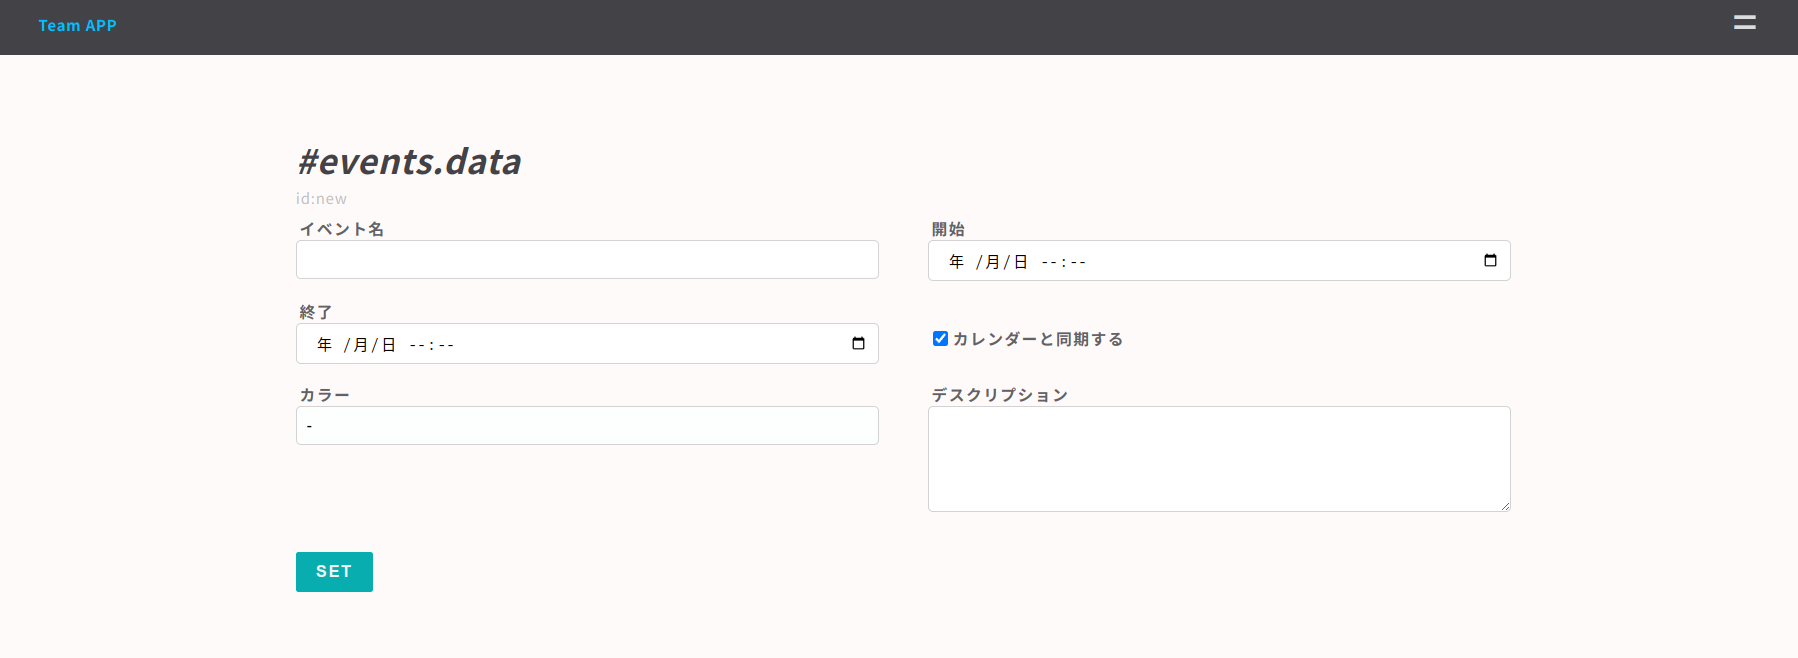 Team APP
#events.data
id:new
イベント名
開始
年 /月/日 --:--
終了
年 /月/日 --:--
カレンダーと同期する
カラー
-
デスクリプション
SET